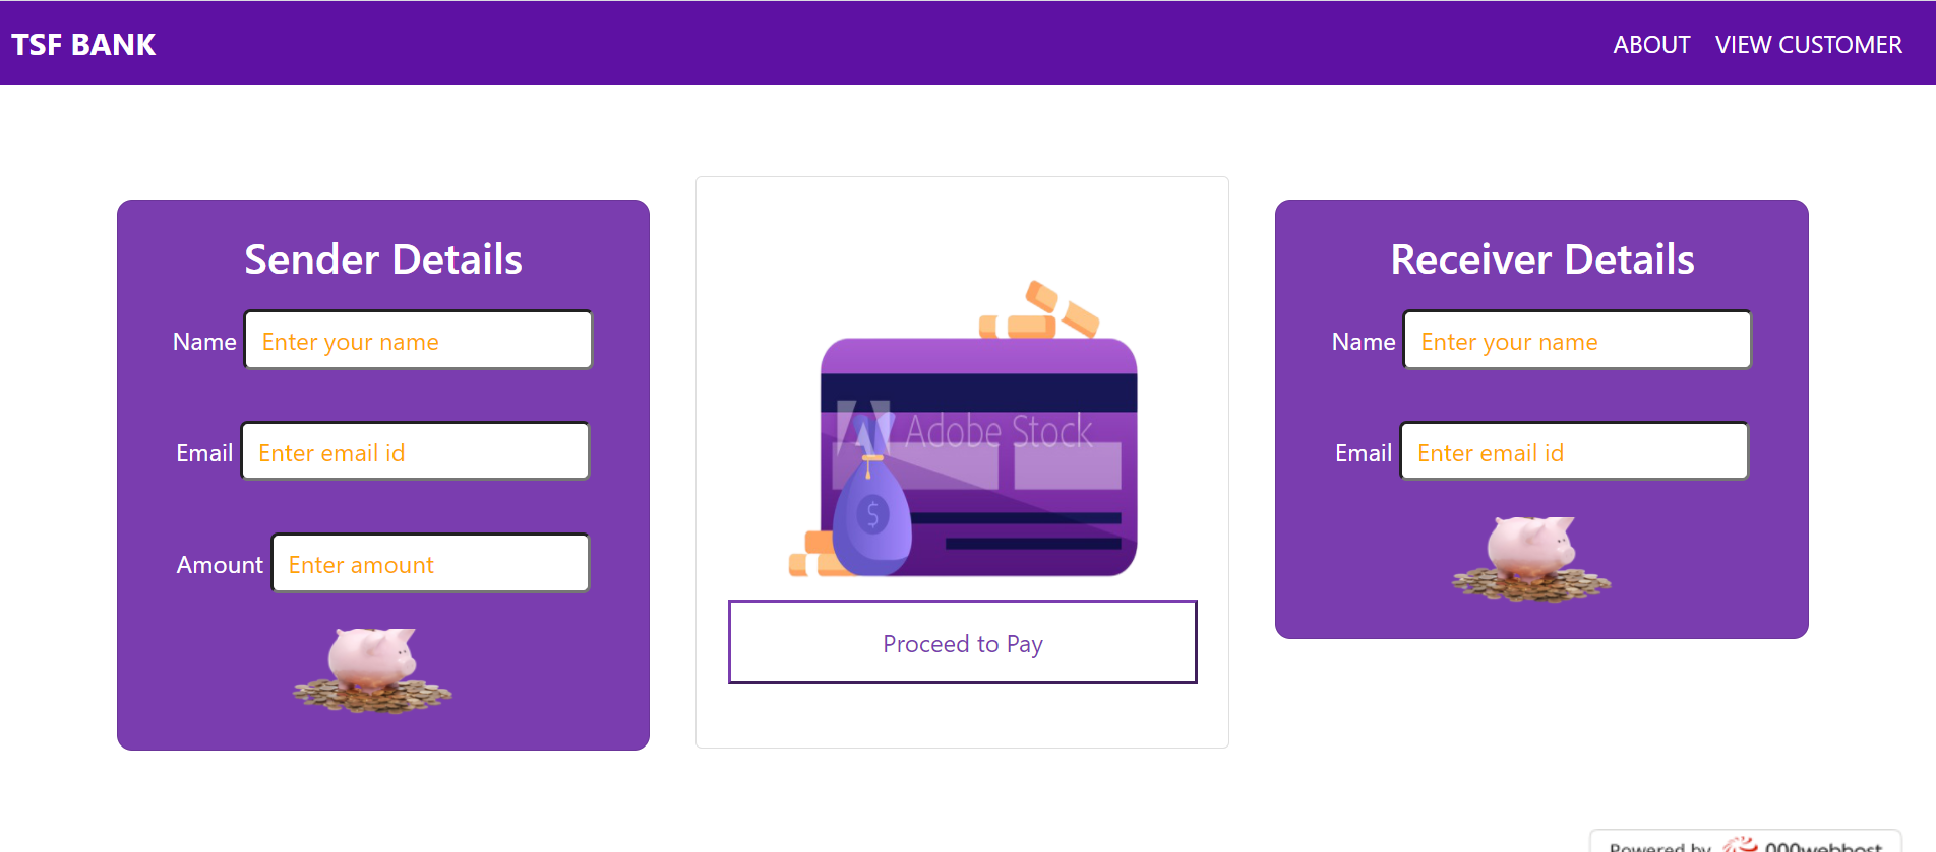 TSF BANK
ABOUT VIEW CUSTOMER
Sender Details
Name Enter your name
Email Enter email id
Amount Enter amount
Adobe Stock
$
Proceed to Pay
Receiver Details
Name Enter your name
Email Enter email id
Powered by 000webhost